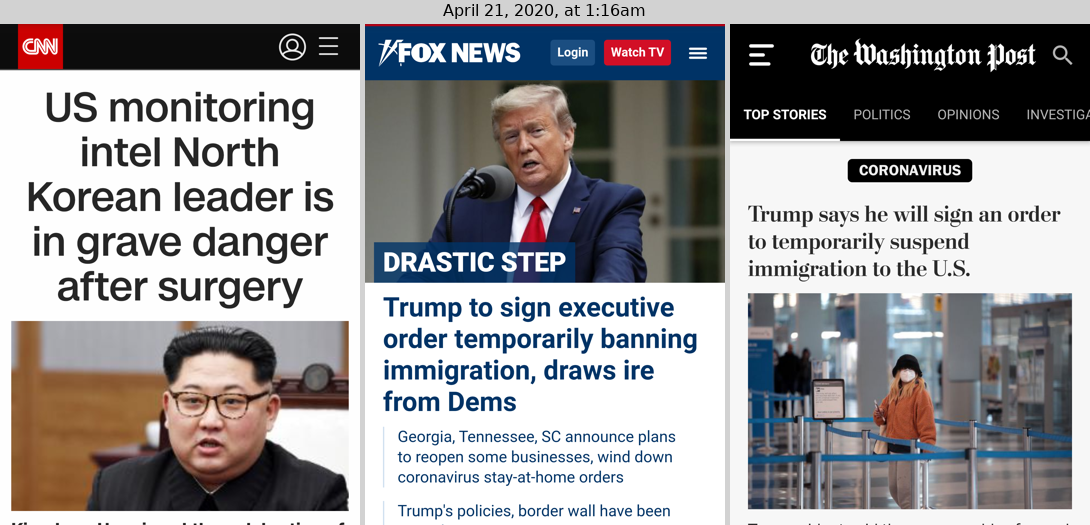 April 21, 2020, at 1:16am
CNN
US monitoring
intel North
Korean leader is
in grave danger
after surgery
FOX NEWS
Login
Watch TV
DRASTIC STEP
Trump to sign executive
order temporarily banning
immigration, draws ire
from Dems
Georgia, Tennessee, SC announce plans
to reopen some businesses, wind down
coronavirus stay-at-home orders
Trump's policies, border wall have been
The Washington Post
TOP STORIES
POLITICS
OPINIONS
INVESTIGA
CORONAVIRUS
Trump says he will sign an order
to temporarily suspend
immigration to the U.S.